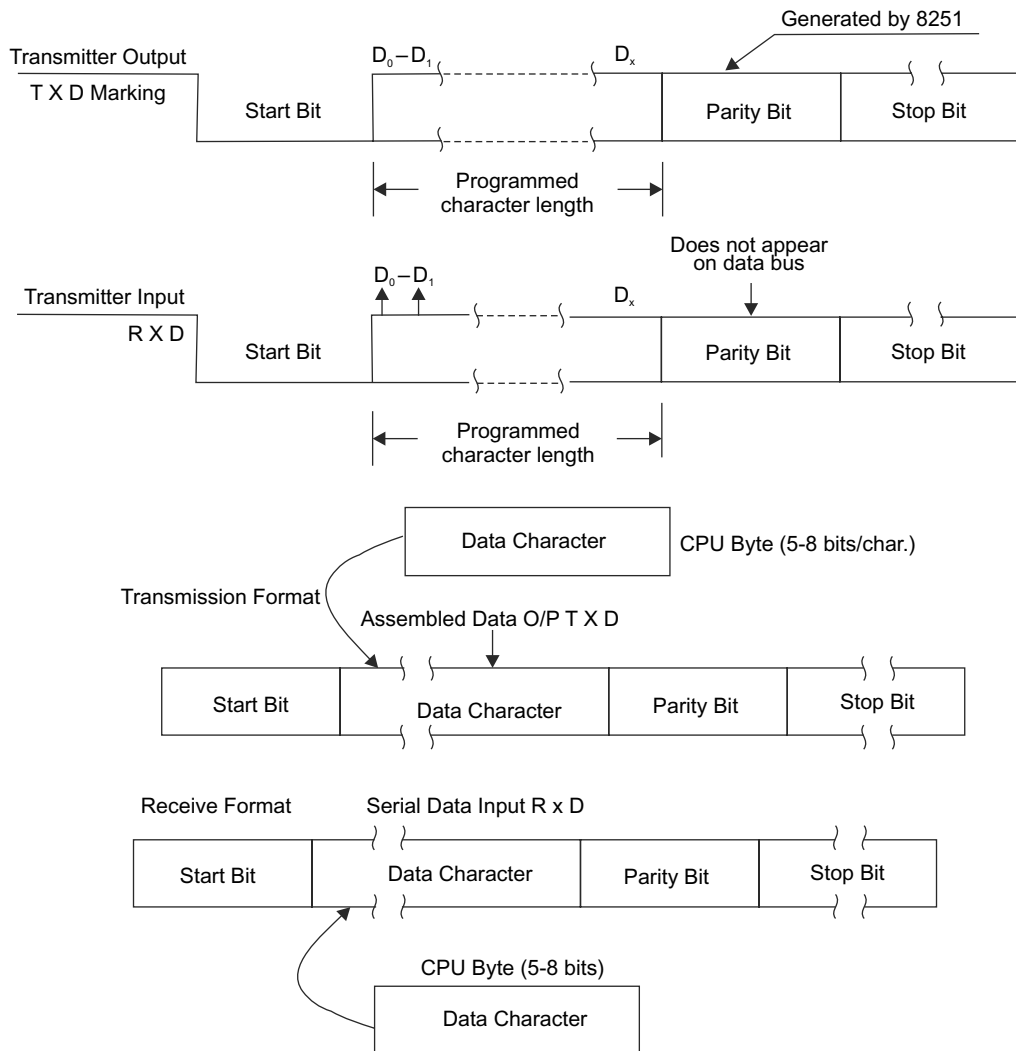 Generated by 8251
Transmitter Output
D₀–D₁
Dₓ
T X D Marking
Start Bit
Parity Bit
Stop Bit
Programmed
character length
Does not appear
on data bus
D₀–D₁
Dₓ
Transmitter Input
R X D
Start Bit
Parity Bit
Stop Bit
Programmed
character length
Data Character
CPU Byte (5-8 bits/char.)
Transmission Format
Assembled Data O/P T X D
Start Bit
Data Character
Parity Bit
Stop Bit
Receive Format
Serial Data Input R x D
Start Bit
Data Character
Parity Bit
Stop Bit
CPU Byte (5-8 bits)
Data Character